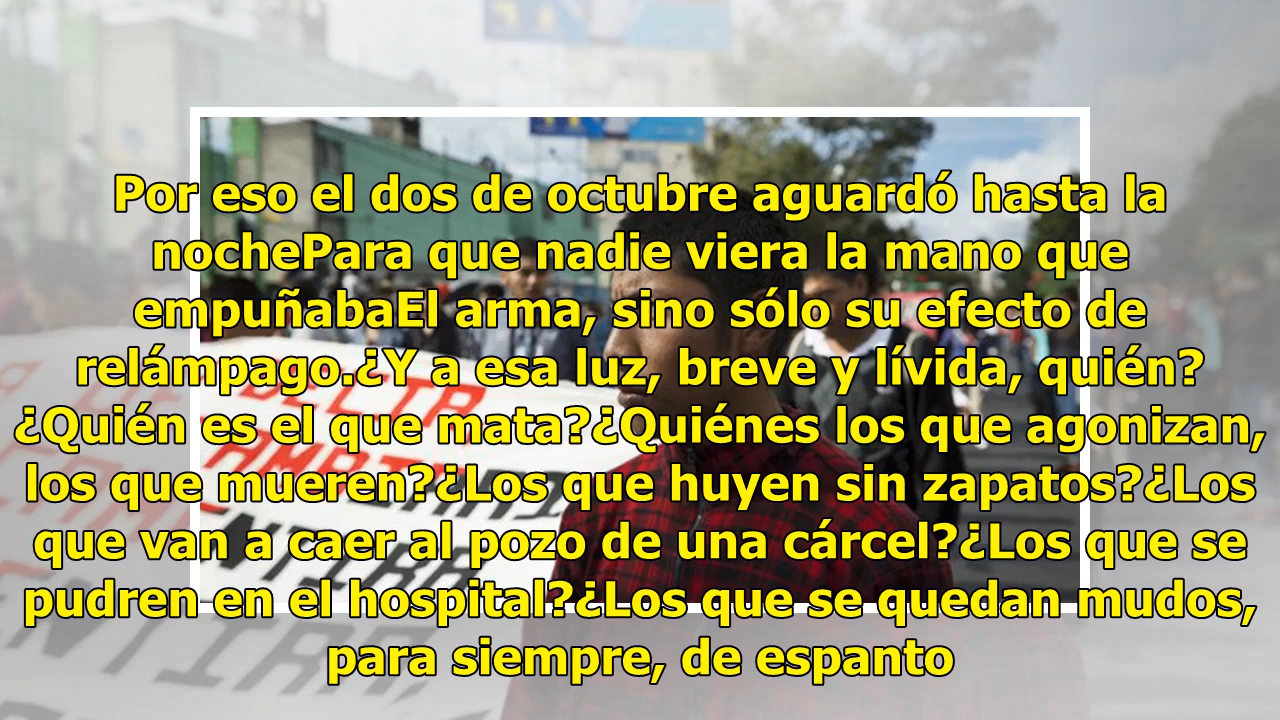 Por eso el dos de octubre aguardó hasta la
nochePara que nadie viera la mano que
empuñabaEl arma, sino sólo su efecto de
relámpago.¿Y a esa luz, breve y lívida, quién?
¿Quién es el que mata?¿Quiénes los que agonizan,
los que mueren?¿Los que huyen sin zapatos?¿Los
que van a caer al pozo de una cárcel?¿Los que se
pudren en el hospital?¿Los que se quedan mudos,
para siempre, de espanto